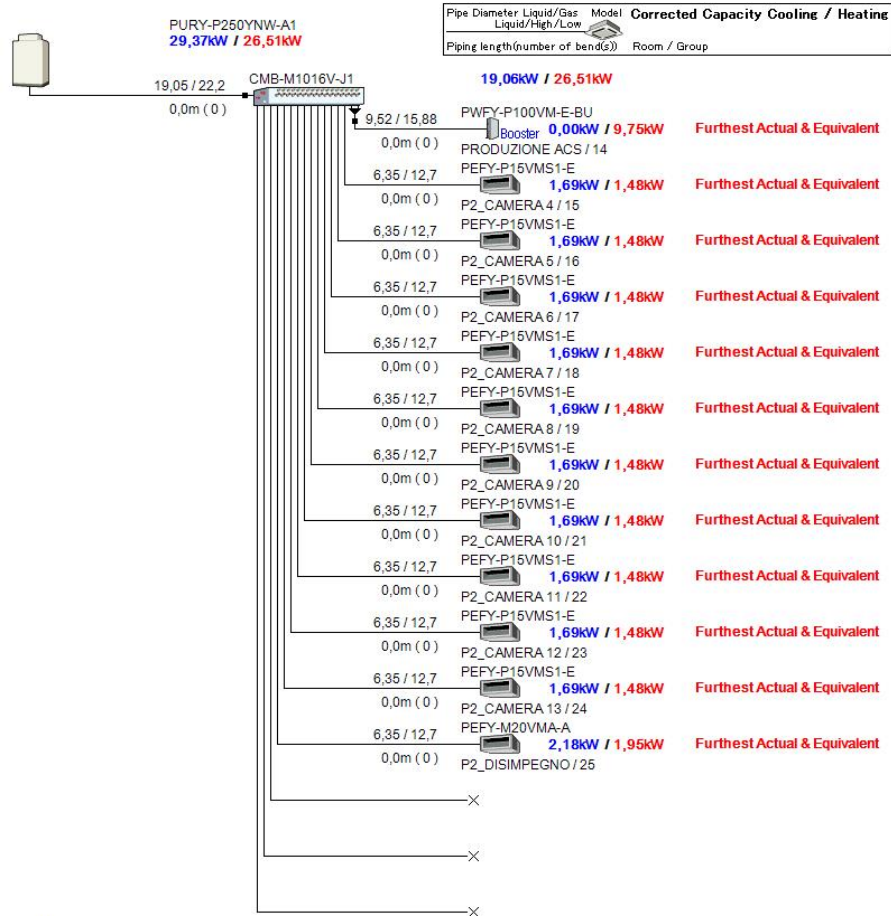 Pipe Diameter Liquid/Gas Model Corrected Capacity Cooling / Heating
Liquid/High/Low
Piping length(number of bend(s)) Room / Group
PURY-P250YNW-A1
29,37kW / 26,51kW
19,05 / 22,2
0,0m ( 0 )
CMB-M1016V-J1
19,06kW / 26,51kW
PWFY-P100VM-E-BU
9,52 / 15,88
Booster 0,00kW / 9,75kW Furthest Actual & Equivalent
0,0m ( 0 )
PRODUZIONE ACS / 14
PEFY-P15VMS1-E
6,35 / 12,7
1,69kW / 1,48kW Furthest Actual & Equivalent
0,0m ( 0 )
P2_CAMERA 4 / 15
PEFY-P15VMS1-E
6,35 / 12,7
1,69kW / 1,48kW Furthest Actual & Equivalent
0,0m ( 0 )
P2_CAMERA 5 / 16
PEFY-P15VMS1-E
6,35 / 12,7
1,69kW / 1,48kW Furthest Actual & Equivalent
0,0m ( 0 )
P2_CAMERA 6 / 17
PEFY-P15VMS1-E
6,35 / 12,7
1,69kW / 1,48kW Furthest Actual & Equivalent
0,0m ( 0 )
P2_CAMERA 7 / 18
PEFY-P15VMS1-E
6,35 / 12,7
1,69kW / 1,48kW Furthest Actual & Equivalent
0,0m ( 0 )
P2_CAMERA 8 / 19
PEFY-P15VMS1-E
6,35 / 12,7
1,69kW / 1,48kW Furthest Actual & Equivalent
0,0m ( 0 )
P2_CAMERA 9 / 20
PEFY-P15VMS1-E
6,35 / 12,7
1,69kW / 1,48kW Furthest Actual & Equivalent
0,0m ( 0 )
P2_CAMERA 10 / 21
PEFY-P15VMS1-E
6,35 / 12,7
1,69kW / 1,48kW Furthest Actual & Equivalent
0,0m ( 0 )
P2_CAMERA 11 / 22
PEFY-P15VMS1-E
6,35 / 12,7
1,69kW / 1,48kW Furthest Actual & Equivalent
0,0m ( 0 )
P2_CAMERA 12 / 23
PEFY-P15VMS1-E
6,35 / 12,7
1,69kW / 1,48kW Furthest Actual & Equivalent
0,0m ( 0 )
P2_CAMERA 13 / 24
PEFY-M20VMA-A
6,35 / 12,7
2,18kW / 1,95kW Furthest Actual & Equivalent
0,0m ( 0 )
P2_DISIMPEGNO / 25